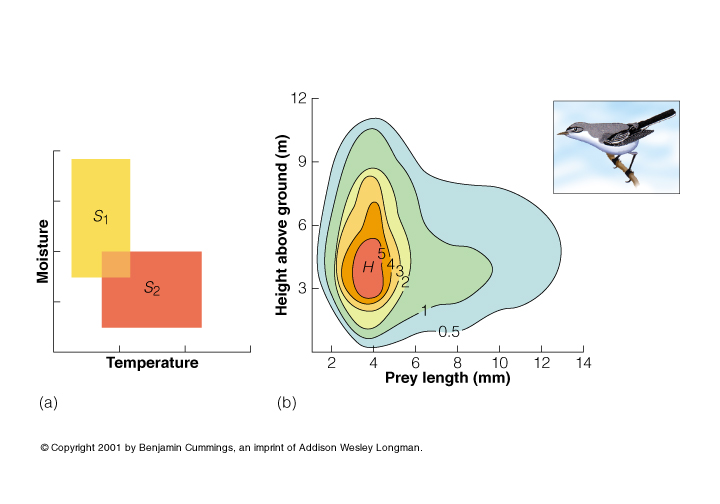 S1
S2
Moisture
Temperature
(a)
12
9
6
3
Height above ground (m)
H
5
4
3
2
1
0.5
2 4 6 8 10 12 14
Prey length (mm)
(b)
© Copyright 2001 by Benjamin Cummings, an imprint of Addison Wesley Longman.